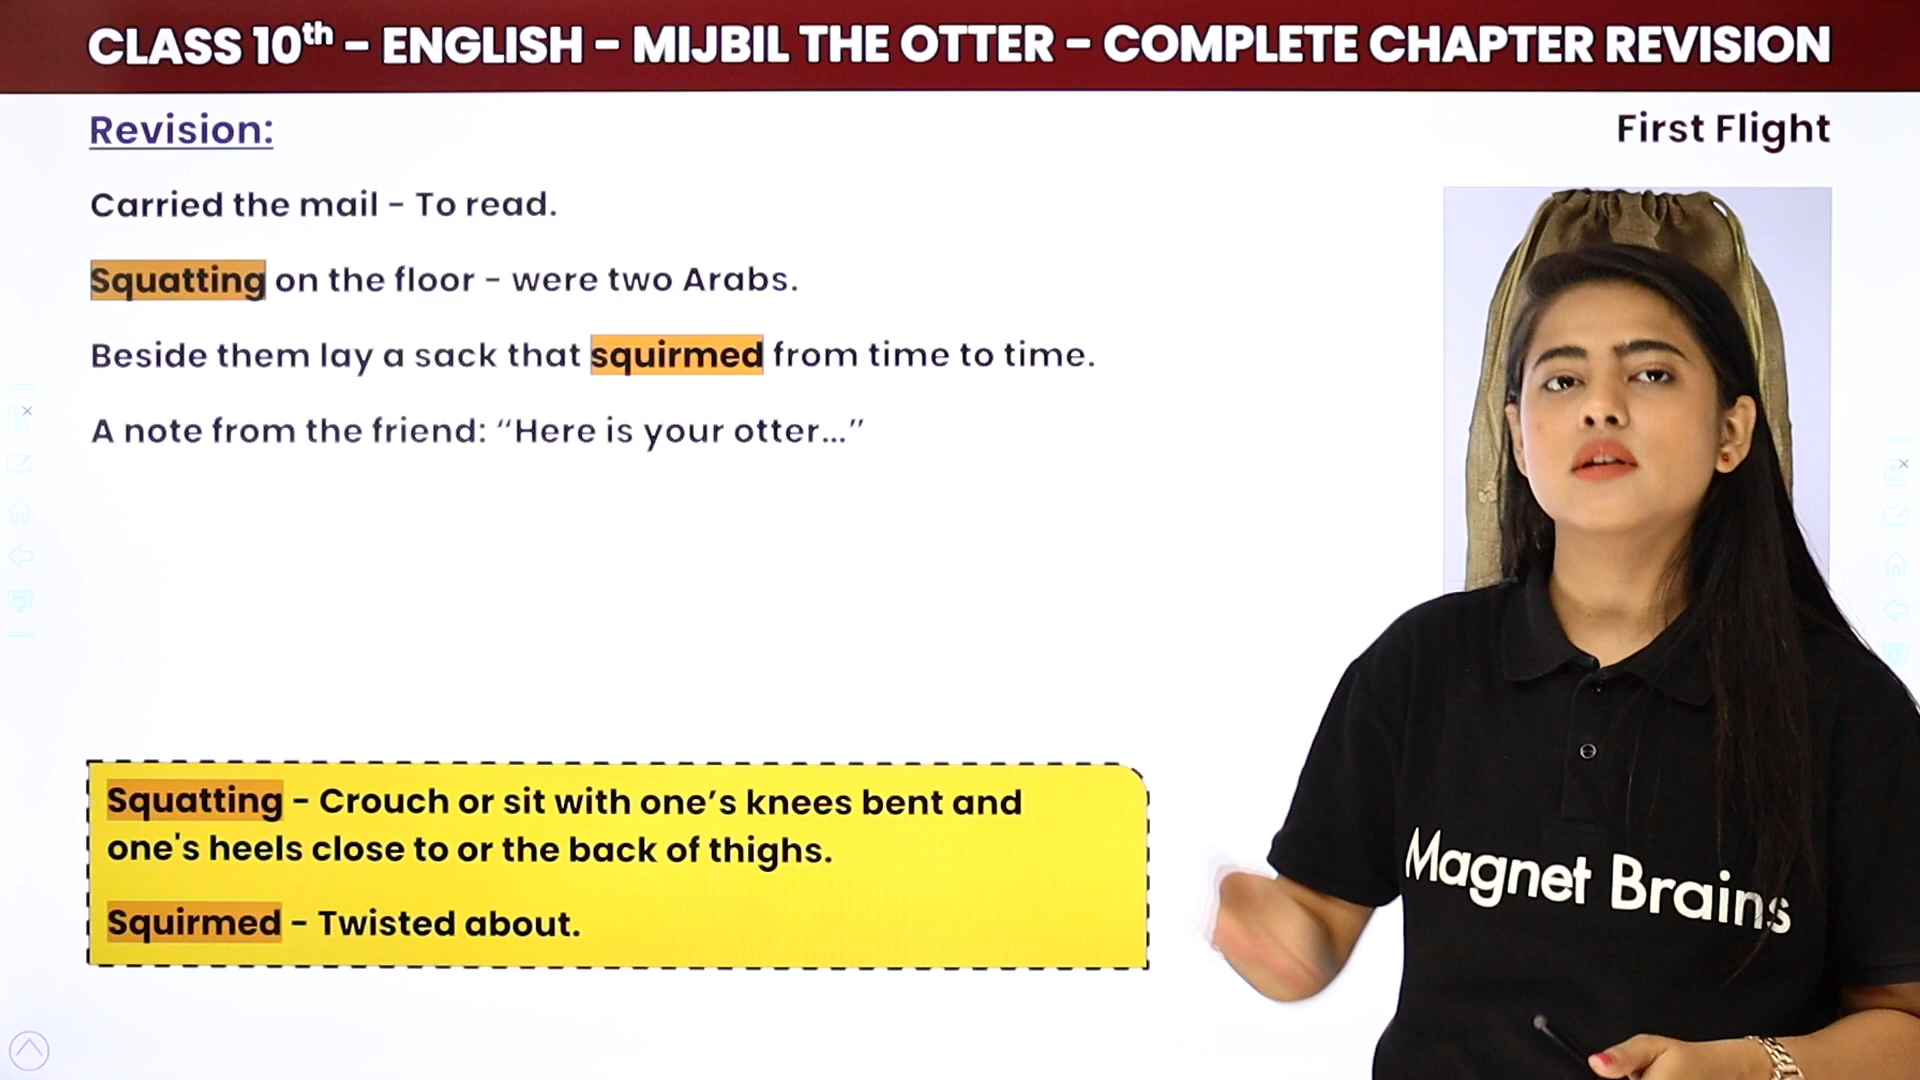 CLASS 10th – ENGLISH – MIJBIL THE OTTER – COMPLETE CHAPTER REVISION
Revision:
First Flight
Carried the mail – To read.
Squatting on the floor – were two Arabs.
Beside them lay a sack that squirmed from time to time.
A note from the friend: “Here is your otter...”
Squatting – Crouch or sit with one’s knees bent and
one's heels close to or the back of thighs.
Squirmed – Twisted about.
Magnet Brains